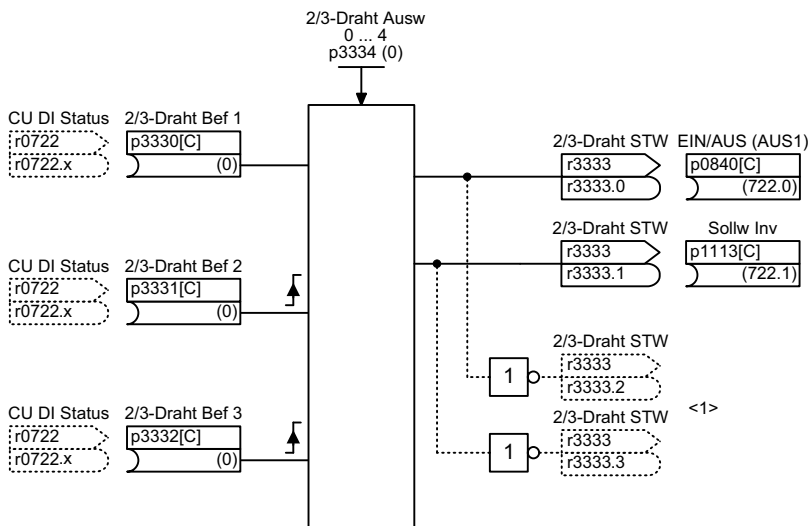 2/3-Draht Ausw
0 ... 4
p3334 (0)
CU DI Status
2/3-Draht Bef 1
r0722
p3330[C]
r0722.x
(0)
2/3-Draht STW
EIN/AUS (AUS1)
r3333
p0840[C]
r3333.0
(722.0)
2/3-Draht STW
Sollw Inv
r3333
p1113[C]
r3333.1
(722.1)
CU DI Status
2/3-Draht Bef 2
r0722
p3331[C]
r0722.x
(0)
2/3-Draht STW
1
r3333
r3333.2
<1>
2/3-Draht STW
1
r3333
r3333.3
CU DI Status
2/3-Draht Bef 3
r0722
p3332[C]
r0722.x
(0)